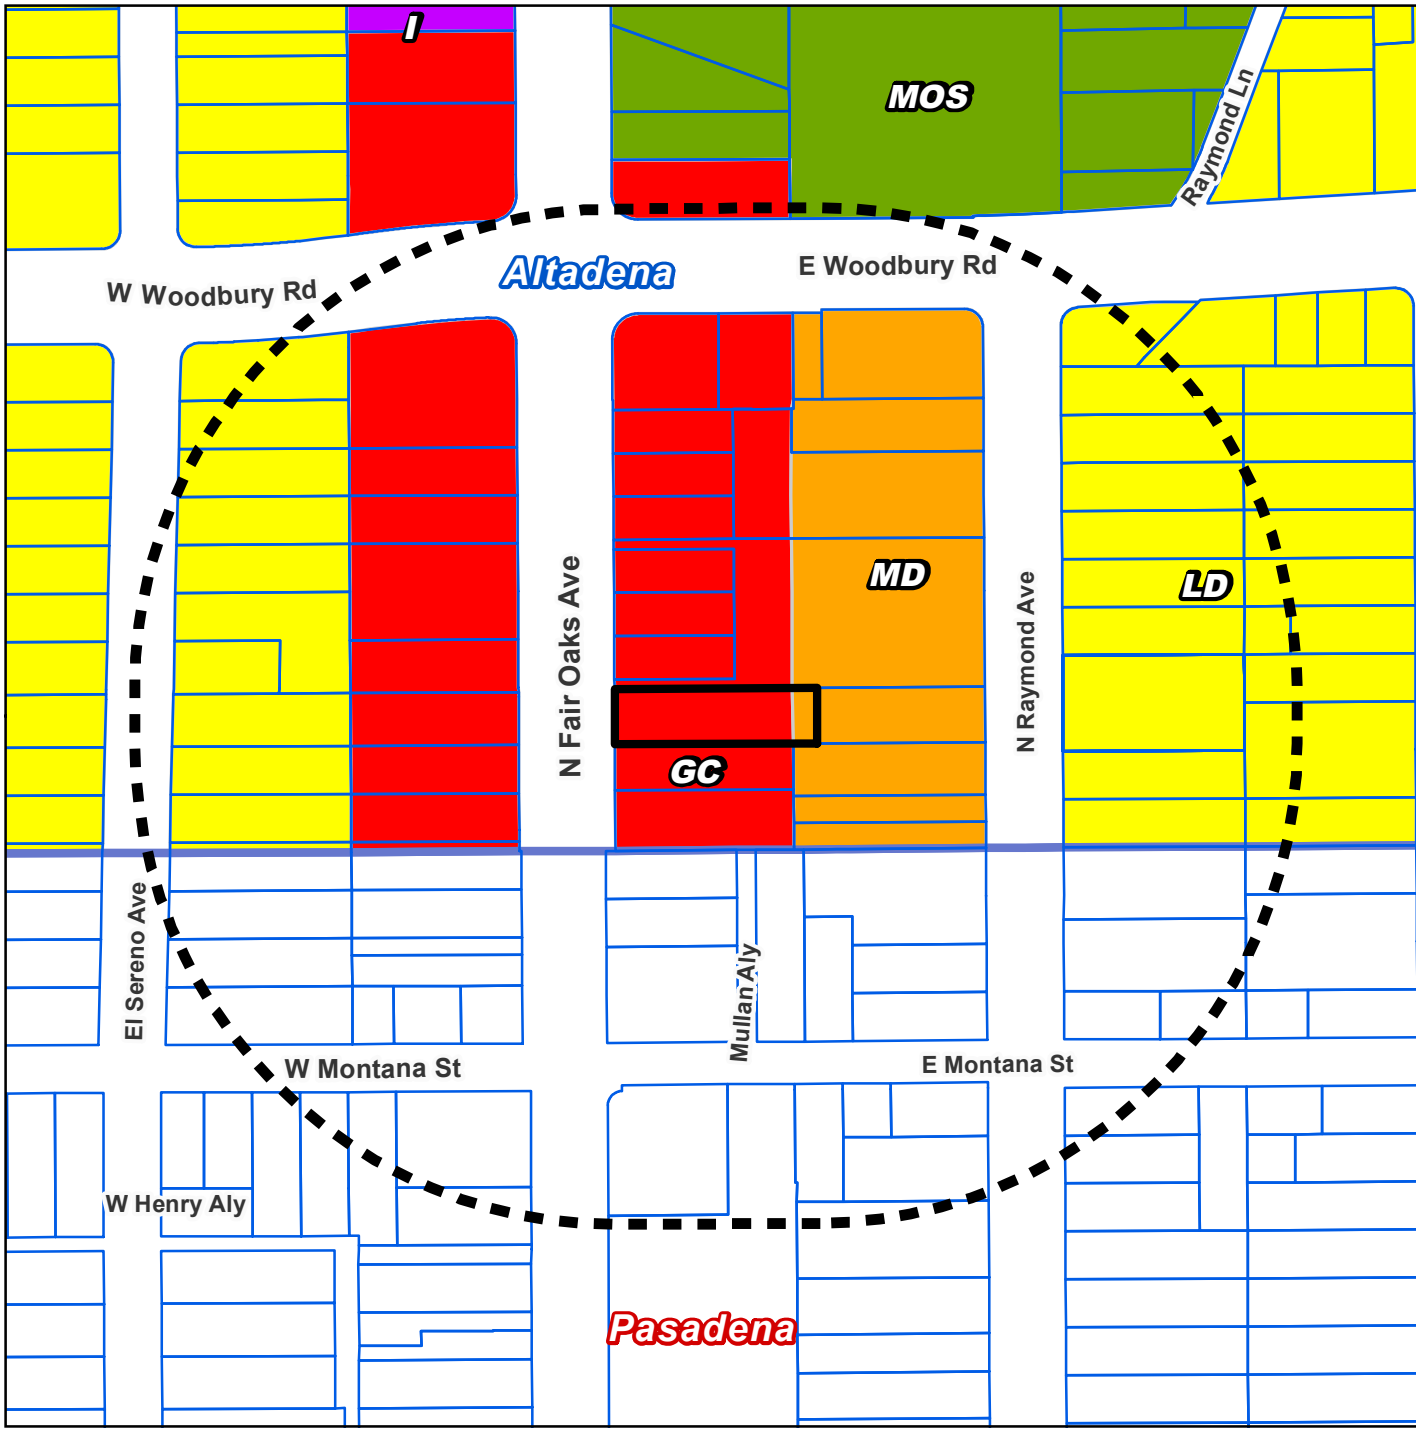 I
MOS
Raymond Ln
Altadena
E Woodbury Rd
W Woodbury Rd
N Fair Oaks Ave
MD
LD
N Raymond Ave
GC
El Sereno Ave
Mullan Aly
W Montana St
E Montana St
W Henry Aly
Pasadena